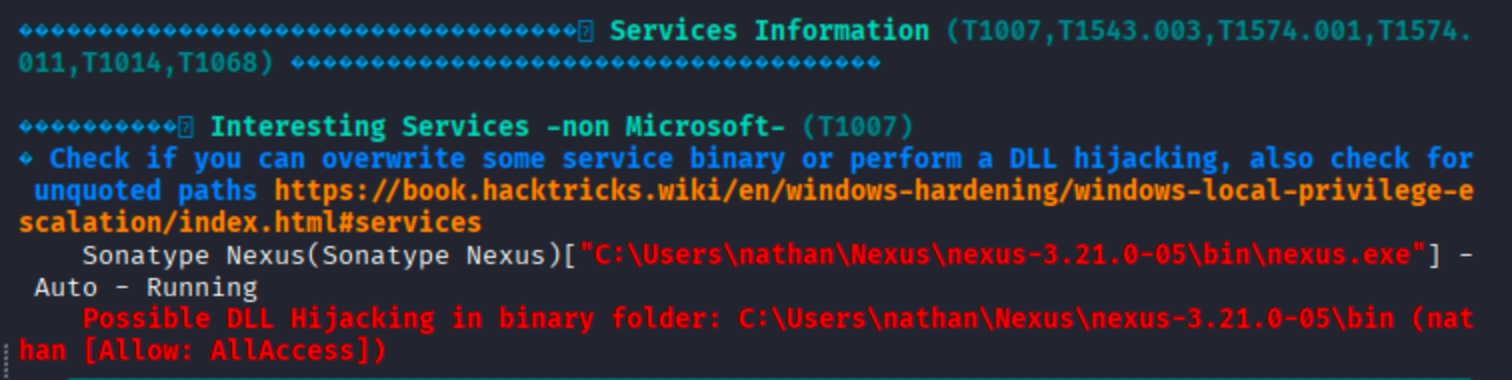 ������������������������������������ Services Information (T1007,T1543.003,T1574.001,T1574.
011,T1014,T1068) �������������������������������������
����������� Interesting Services -non Microsoft- (T1007)
� Check if you can overwrite some service binary or perform a DLL hijacking, also check for
unquoted paths https://book.hacktricks.wiki/en/windows-hardening/windows-local-privilege-e
scalation/index.html#services
Sonatype Nexus(Sonatype Nexus)["C:\Users\nathan\Nexus\nexus-3.21.0-05\bin\nexus.exe"] -
Auto - Running
Possible DLL Hijacking in binary folder: C:\Users\nathan\Nexus\nexus-3.21.0-05\bin (nat
han [Allow: AllAccess])